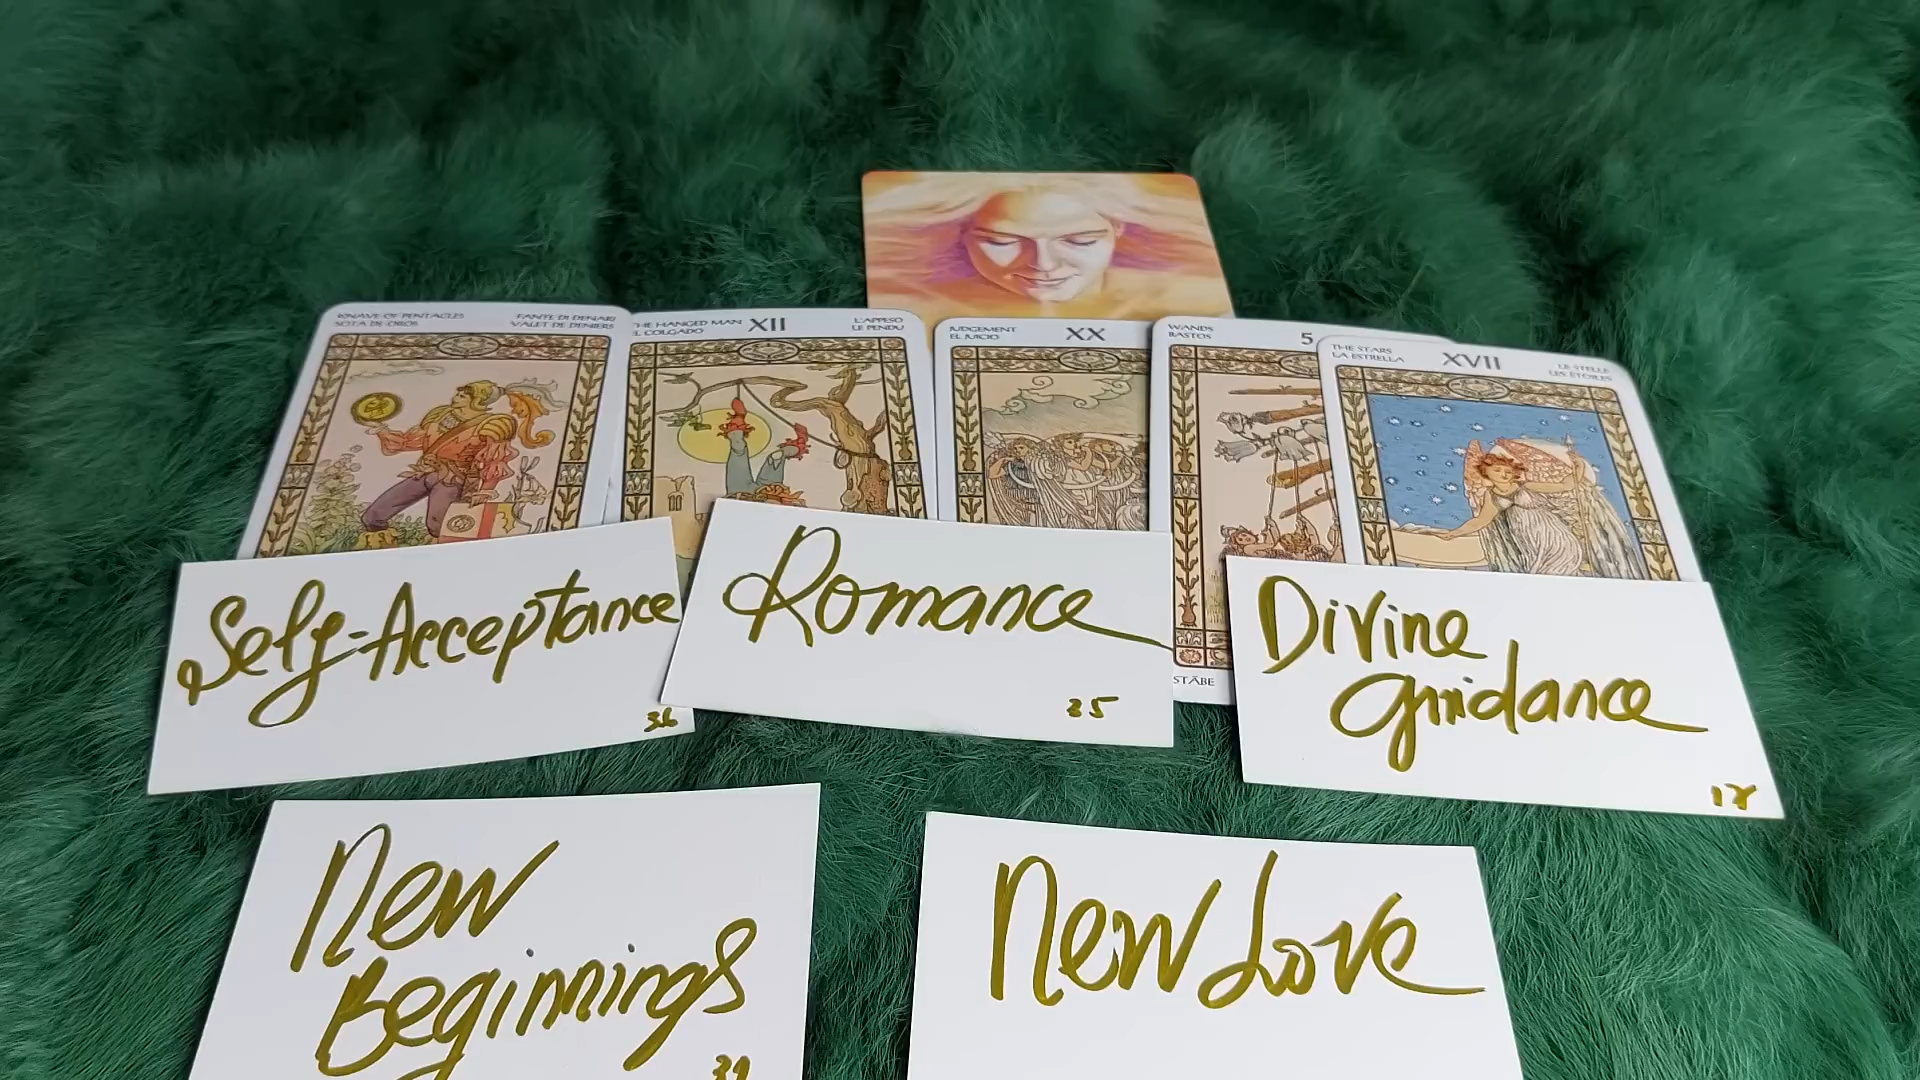 KNAVE OF PENTACLES FANTE DI DENARI
SOTA DE OROS VALET DE DENIERS
THE HANGED MAN XII L'APPESO
EL COLGADO LE PENDU
JUDGEMENT XX
EL JUICIO
WANDS 5
BASTOS
THE STARS XVII LE STELLE
LA ESTRELLA LES ÉTOILES
Self-Acceptance
36
Romance
35
STÄBE
Divine
guidance
New
Beginnings
39
New Love